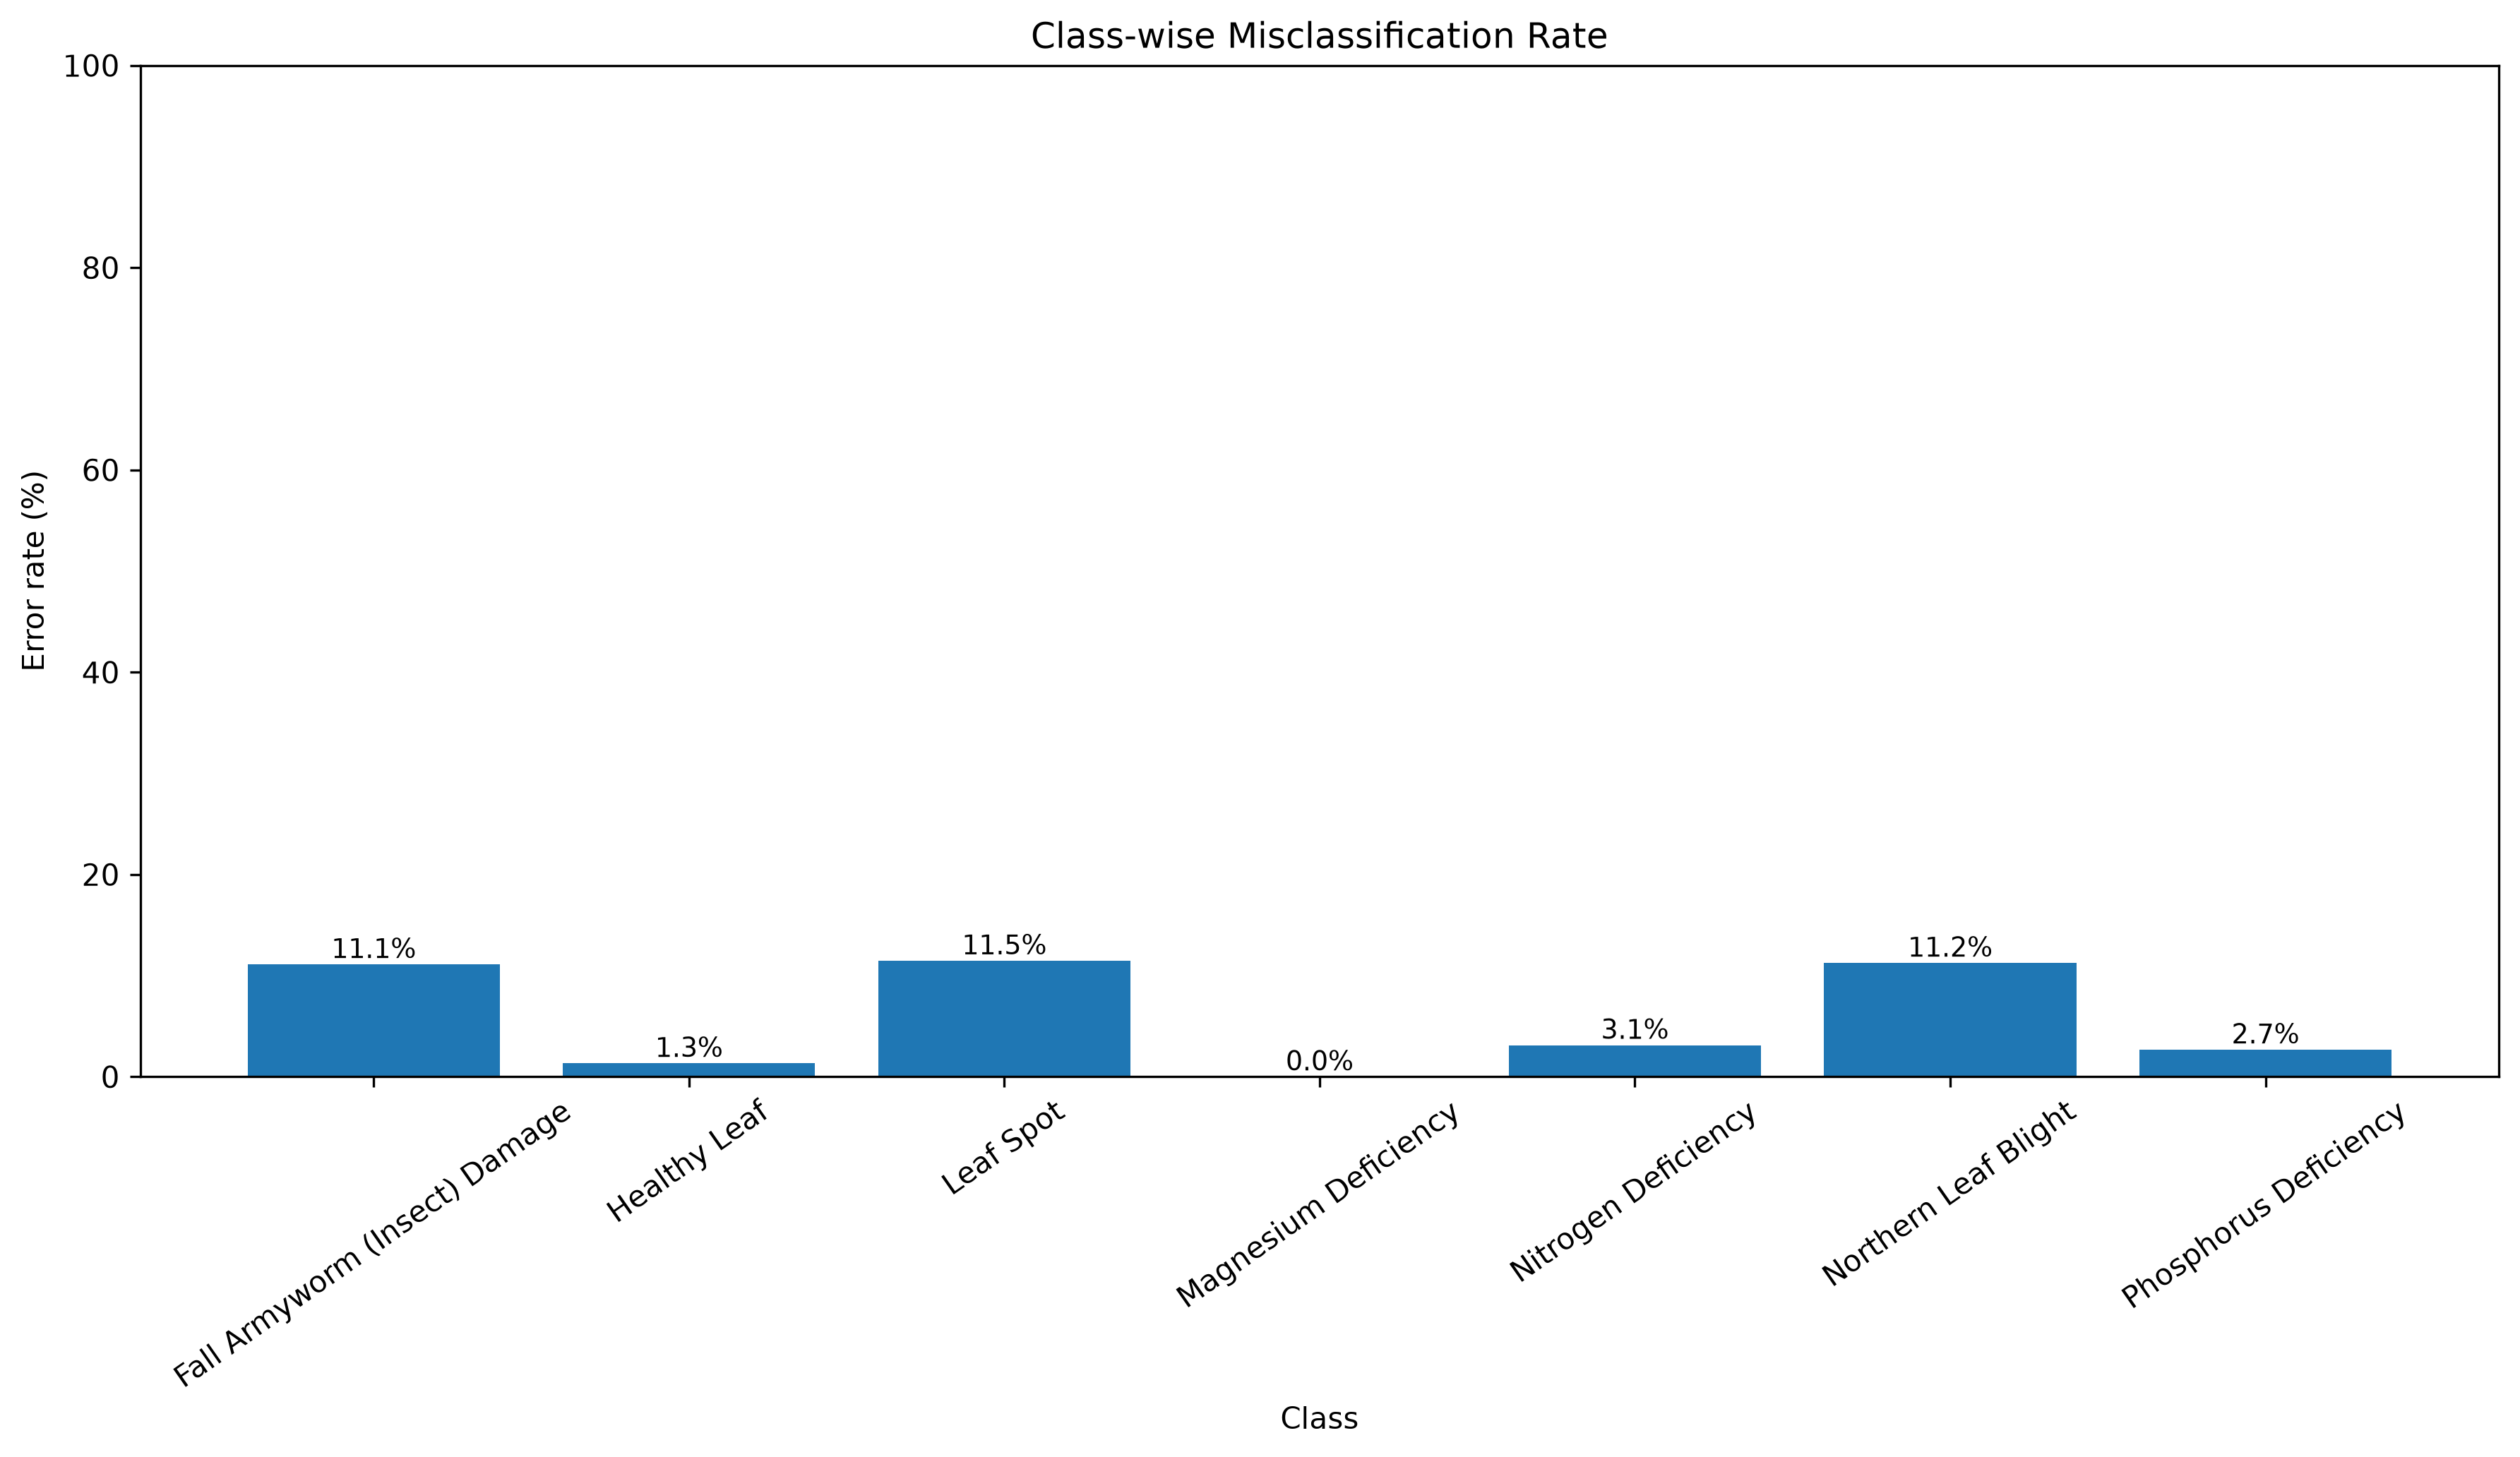 Class-wise Misclassification Rate
Error rate (%)
100
80
60
40
20
0
11.1%
1.3%
11.5%
0.0%
3.1%
11.2%
2.7%
Fall Armyworm (Insect) Damage
Healthy Leaf
Leaf Spot
Magnesium Deficiency
Nitrogen Deficiency
Northern Leaf Blight
Phosphorus Deficiency
Class